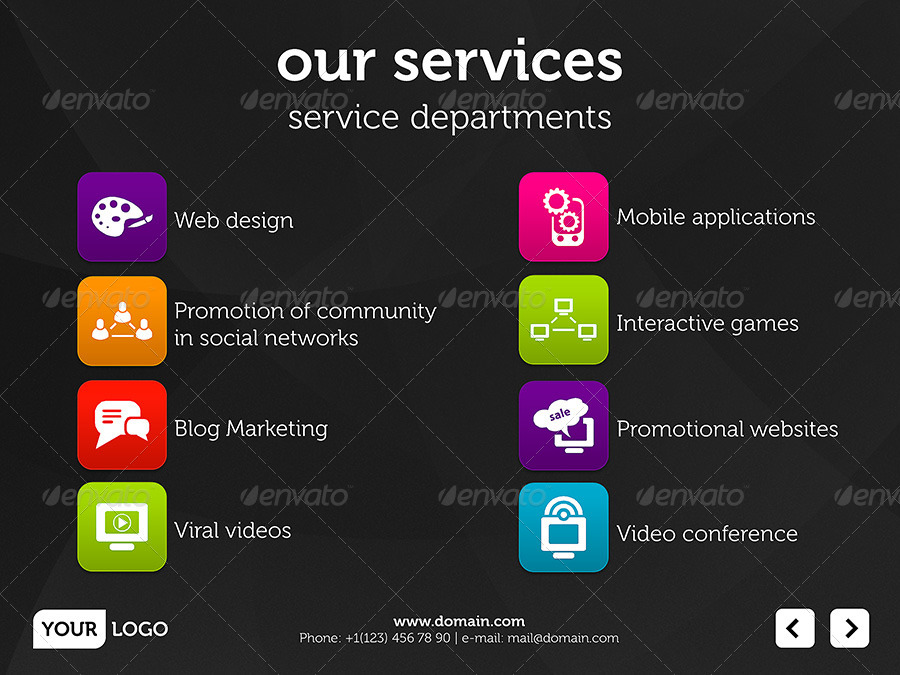 our services
service departments
Web design
Promotion of community
in social networks
Blog Marketing
Viral videos
Mobile applications
Interactive games
sale
Promotional websites
Video conference
YOUR LOGO
www.domain.com
Phone: +1(123) 456 78 90 | e-mail: mail@domain.com
envato envato envato envato envato
envato envato envato envato envato
envato envato envato envato envato